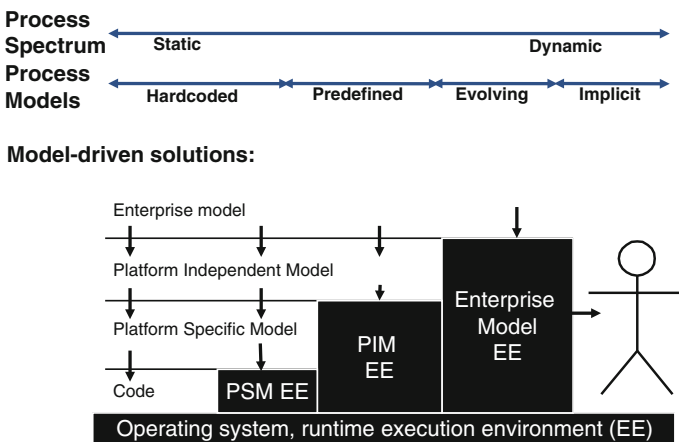 Process
Spectrum
Static
Dynamic
Process
Models
Hardcoded
Predefined
Evolving
Implicit
Model-driven solutions:
Enterprise model
Platform Independent Model
Platform Specific Model
Code
PSM EE
PIM
EE
Enterprise
Model
EE
Operating system, runtime execution environment (EE)